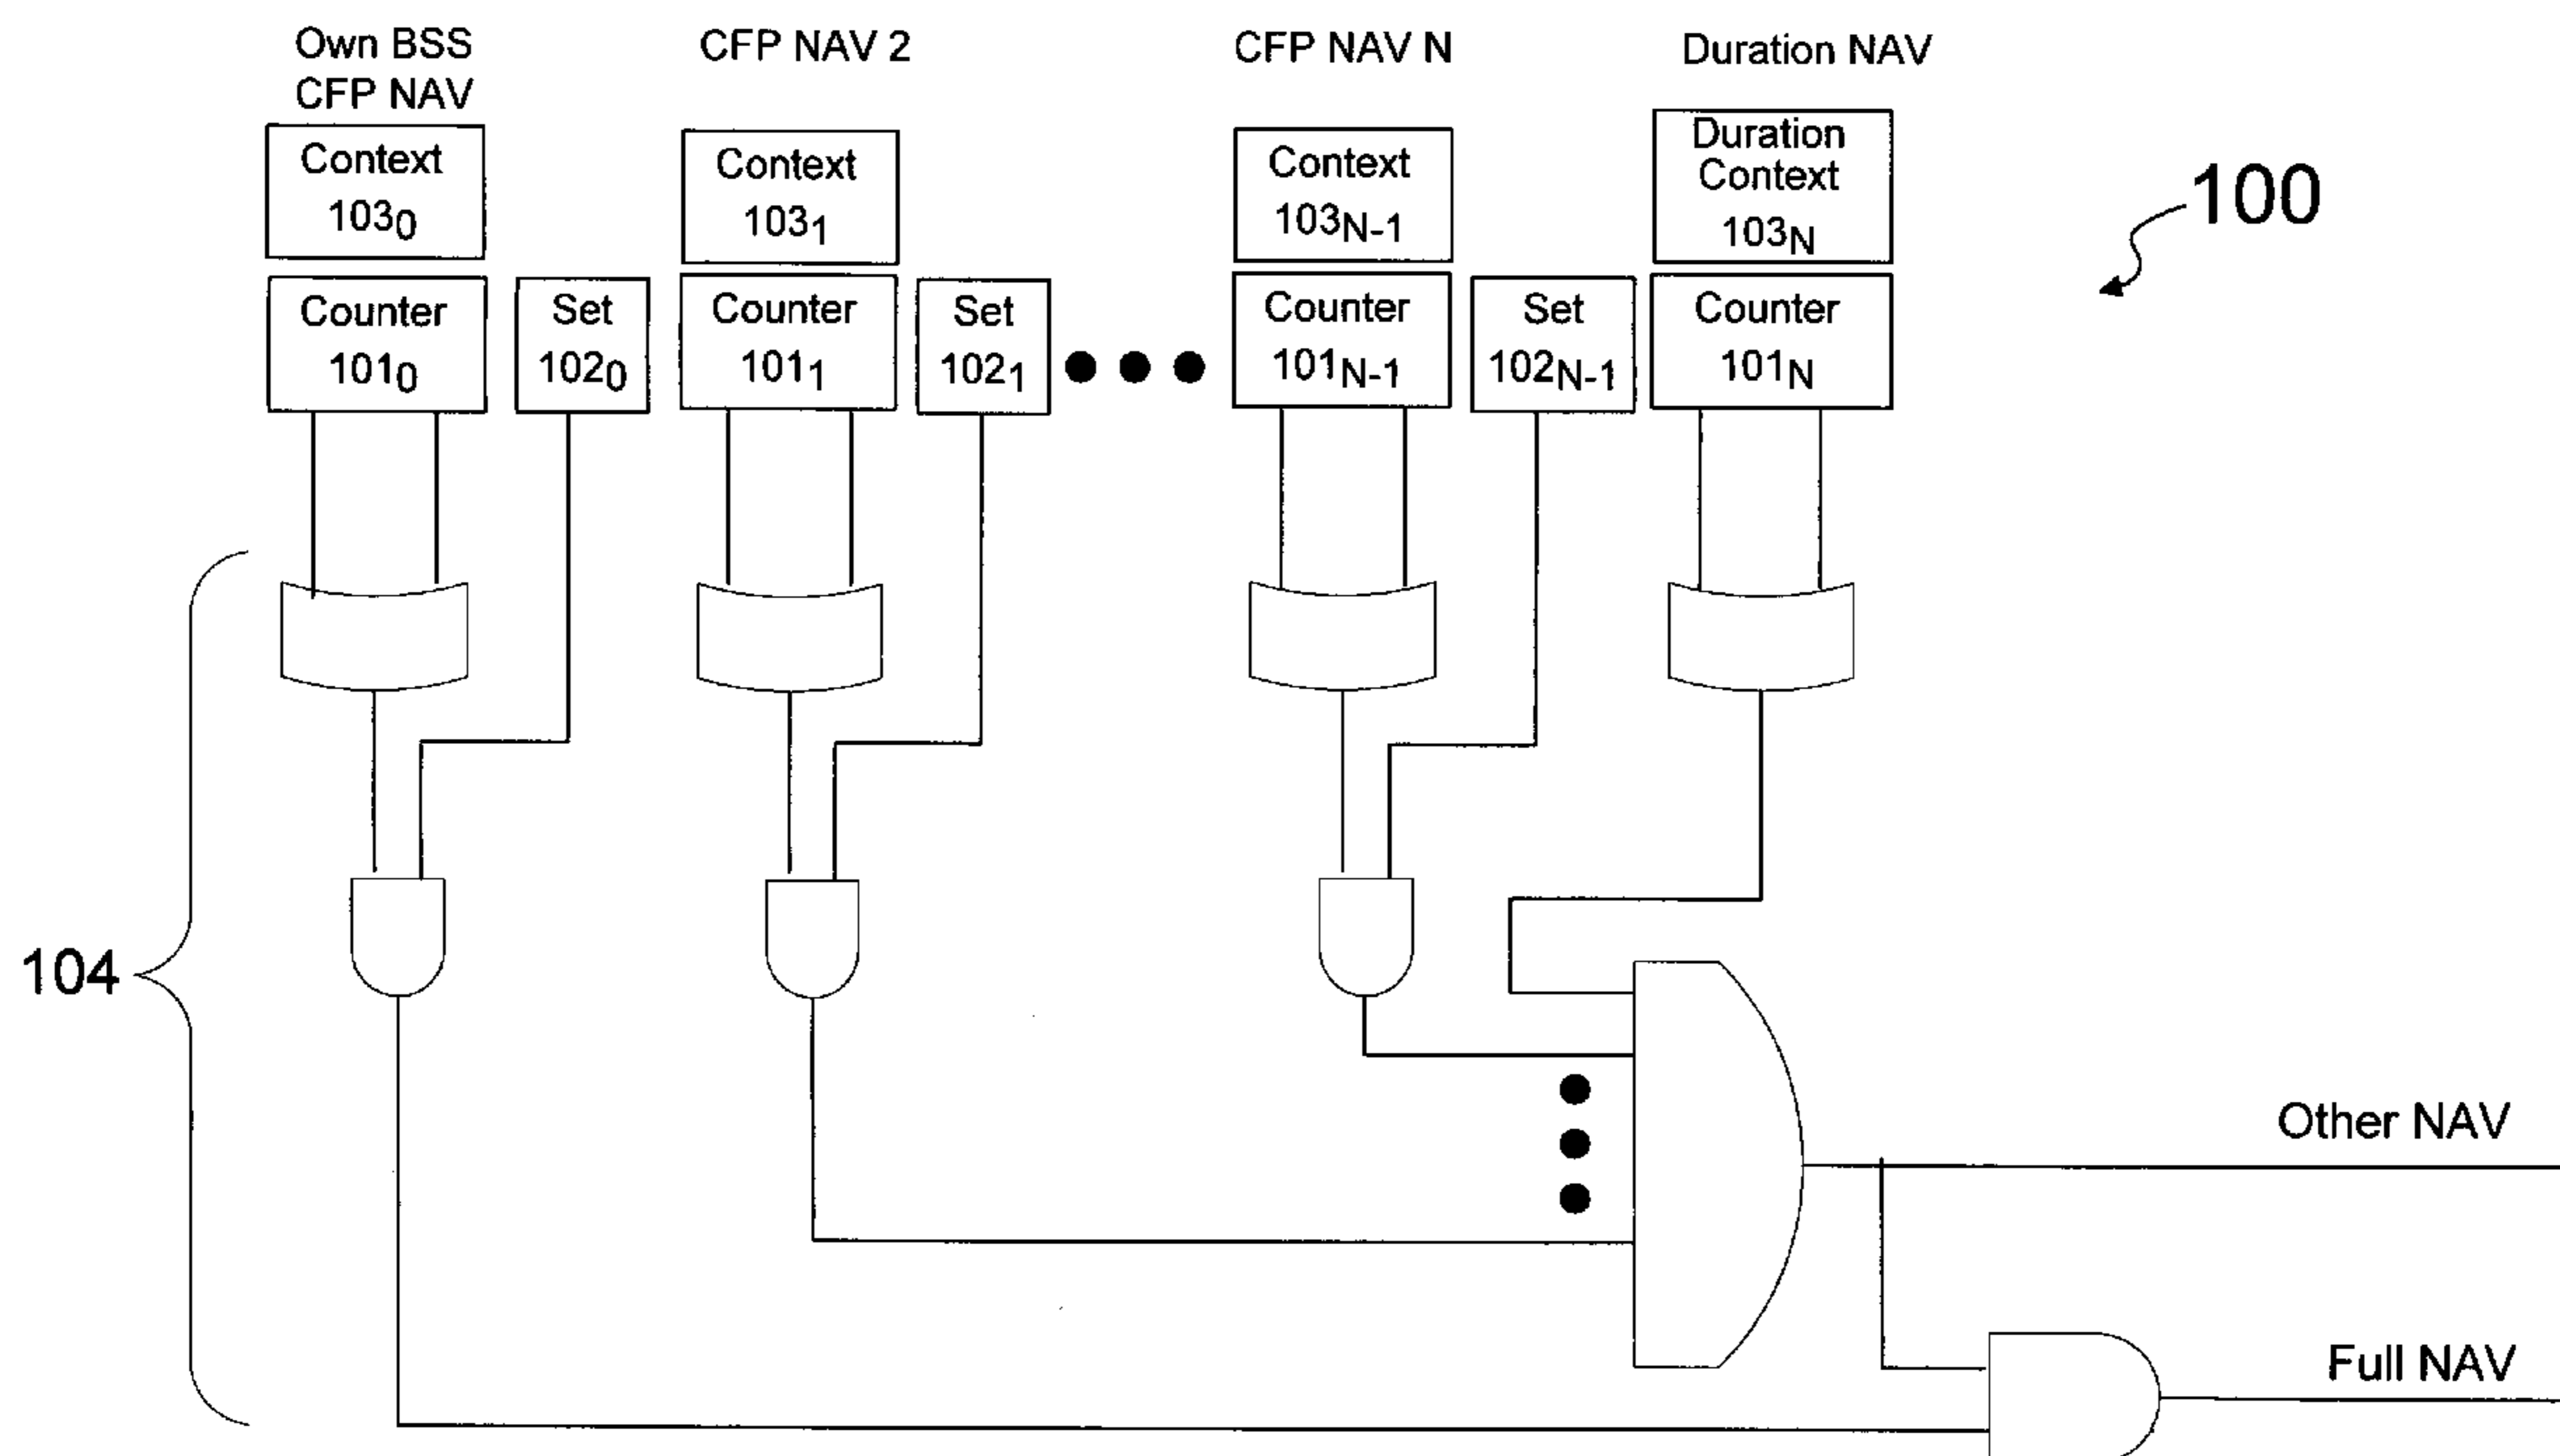 Own BSS
CFP NAV
CFP NAV 2
CFP NAV N
Duration NAV
Context
103₀
Context
103₁
Context
103N-1
Duration
Context
103N
100
Counter
101₀
Set
102₀
Counter
101₁
Set
102₁
Counter
101N-1
Set
102N-1
Counter
101N
104
Other NAV
Full NAV